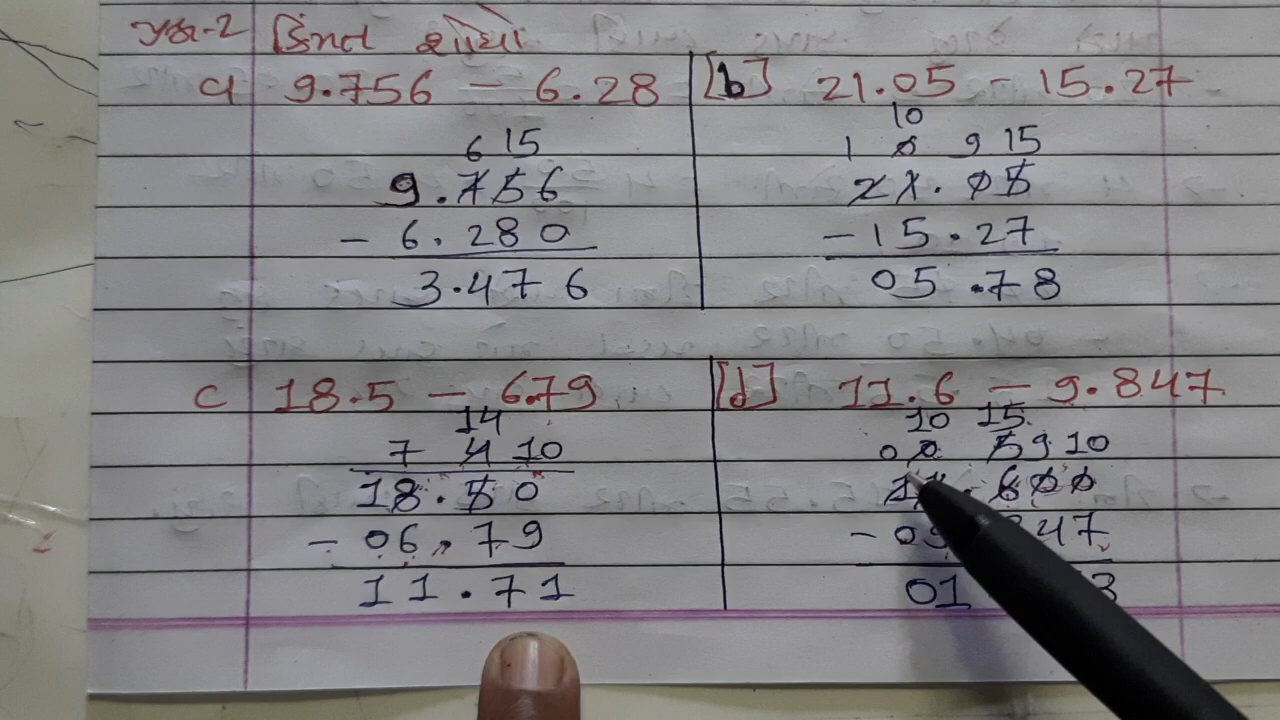 પ્રશ્ન-2 કિંમત શોધો
a 9.756 - 6.28
6 15
9.756
- 6.280
3.476
[b] 21.05 - 15.27
10
1 0 9 15
21.05
- 15.27
05.78
c 18.5 - 6.79
14
7 4 10
18.50
- 06.79
11.71
[d] 11.6 - 9.847
10 15
0 0 5 9 10
11.600